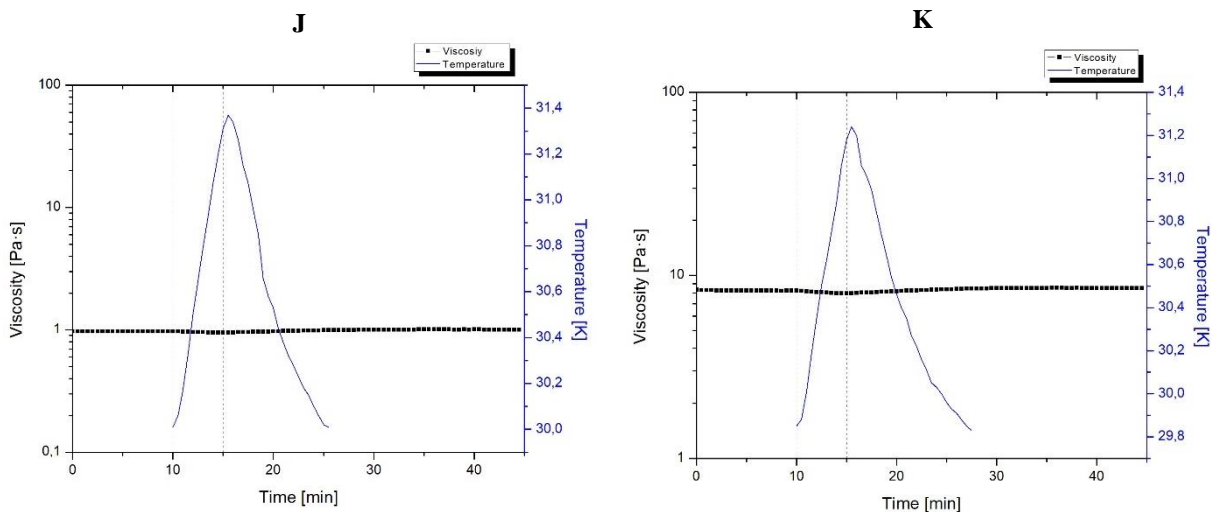 J
Viscosiy
Temperature
100
10
1
0,1
Viscosity [Pa·s]
31,4
31,2
31,0
30,8
30,6
30,4
30,2
30,0
Temperature [K]
0 10 20 30 40
Time [min]
K
Viscosity
Temperature
100
10
1
Viscosity [Pa·s]
31,4
31,2
31,0
30,8
30,6
30,4
30,2
30,0
29,8
Temperature [K]
0 10 20 30 40
Time [min]